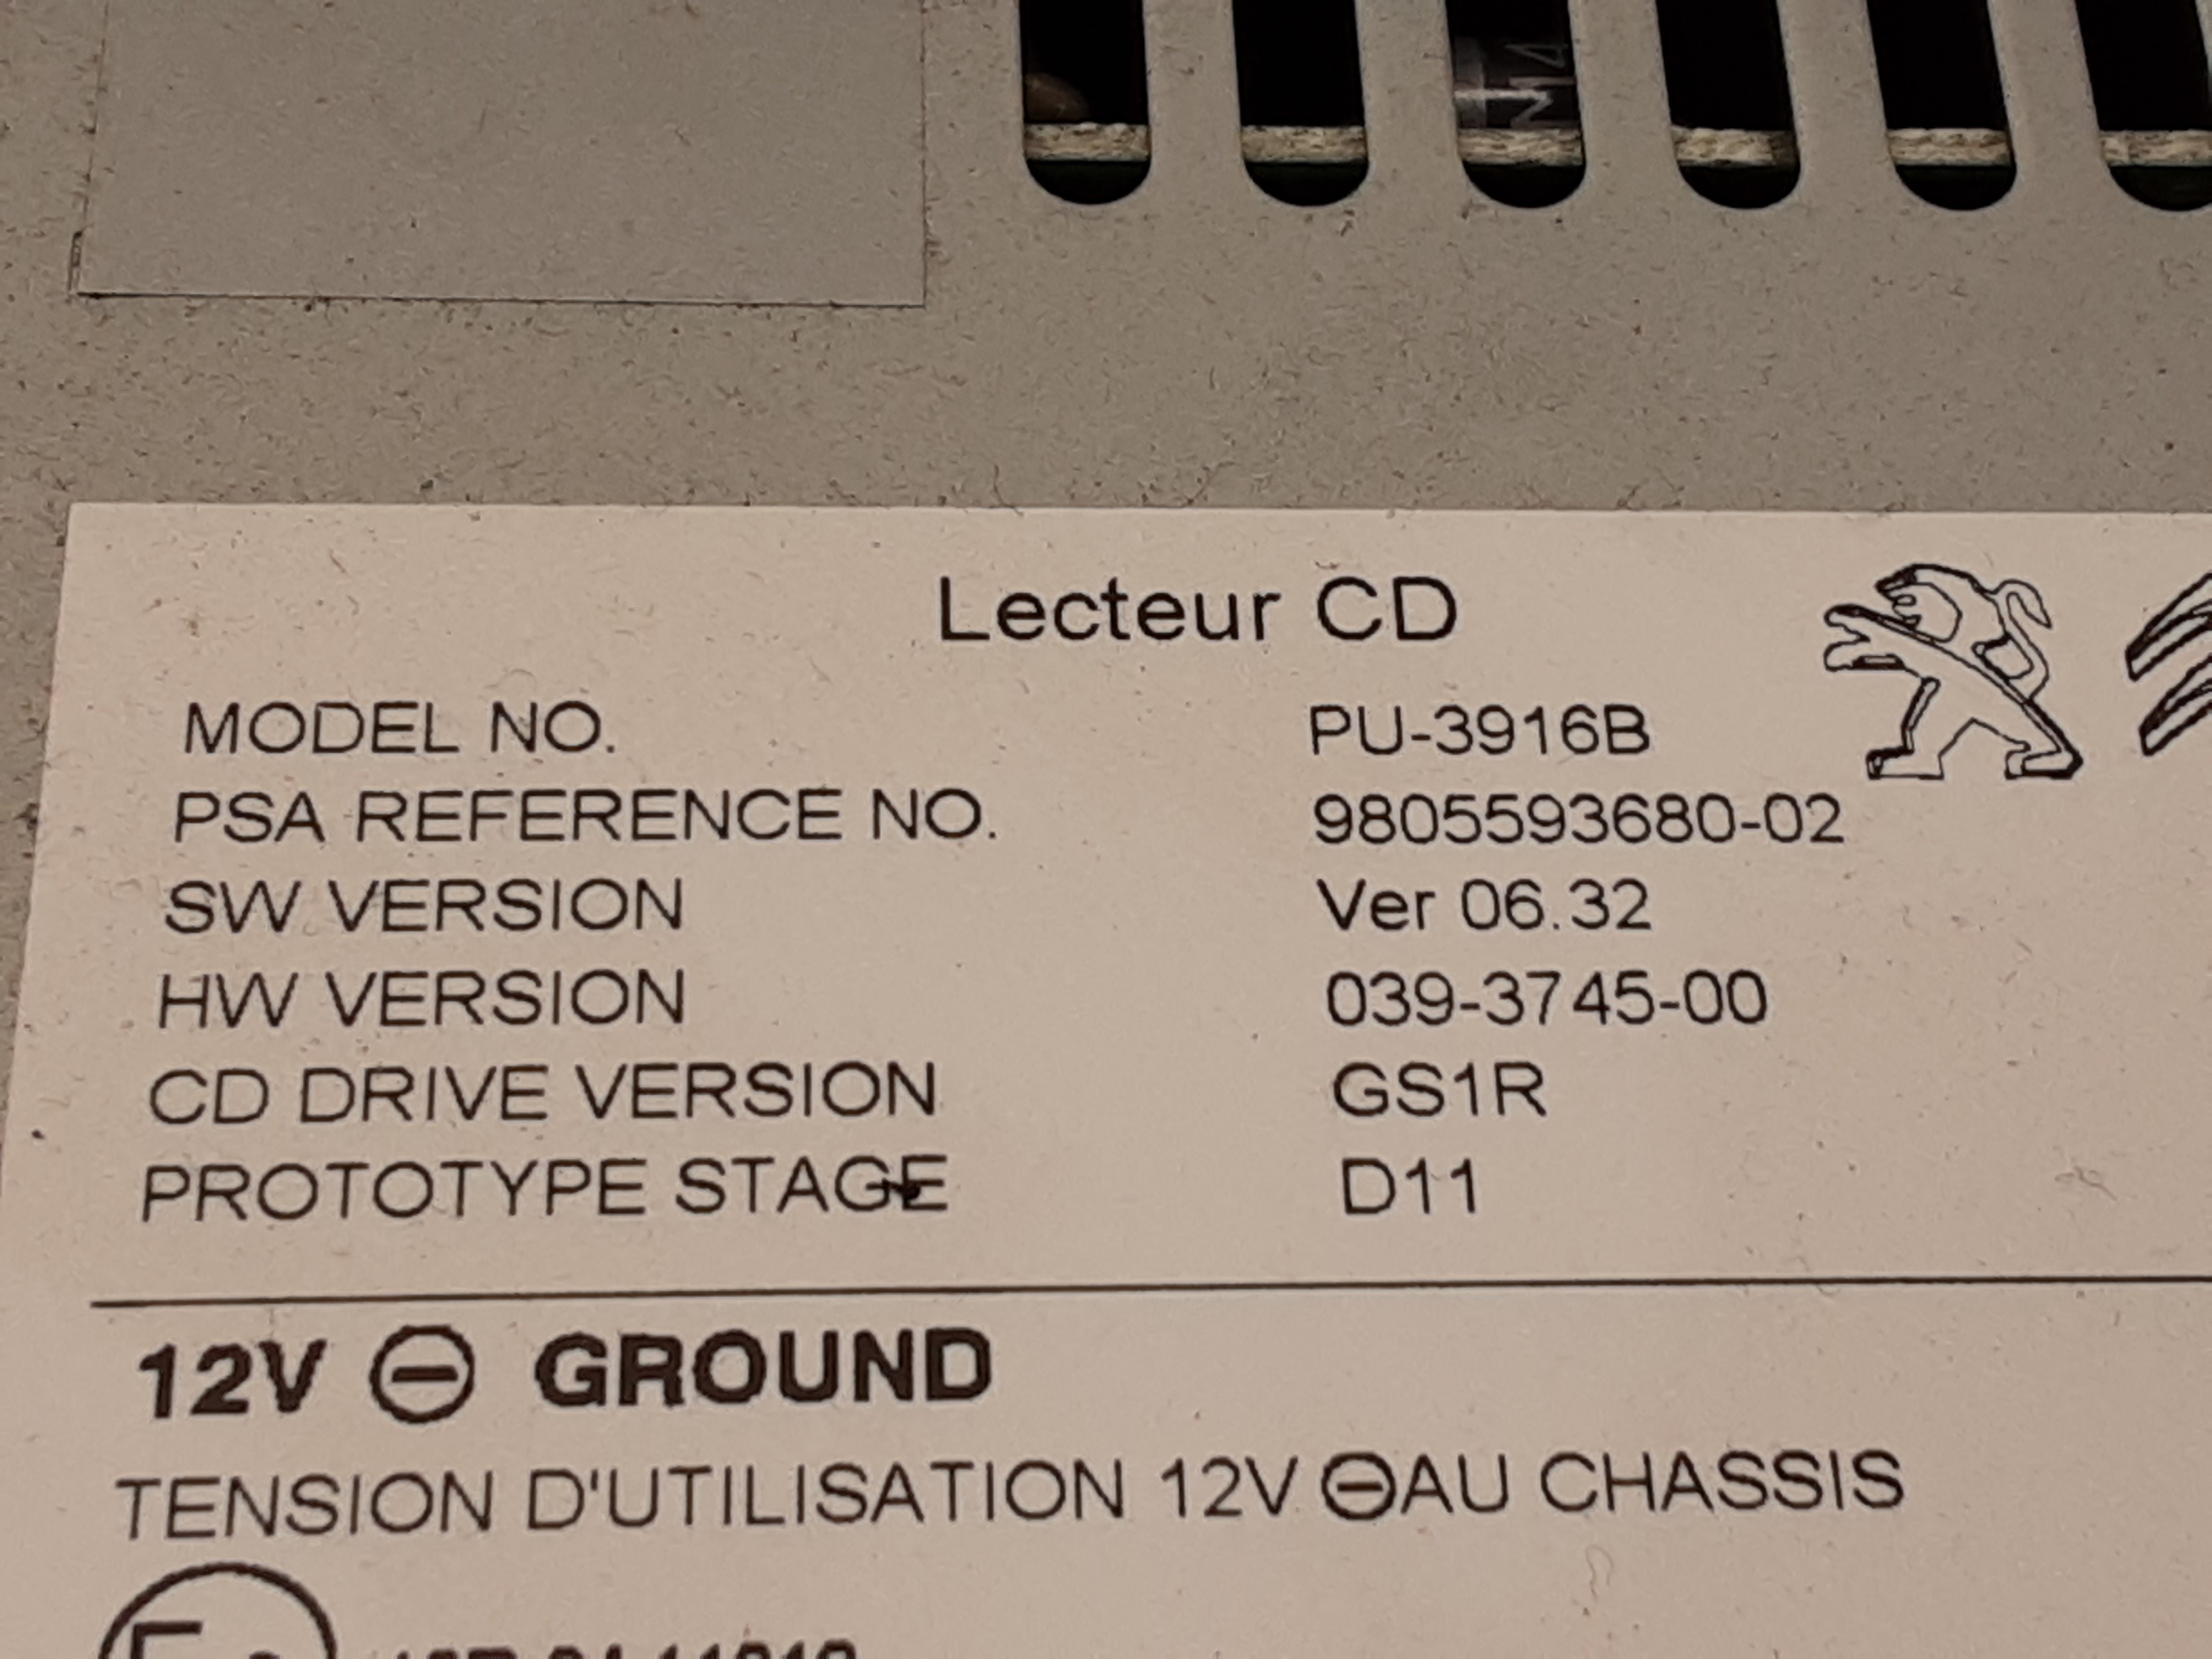 M4
Lecteur CD
MODEL NO. PU-3916B
PSA REFERENCE NO. 9805593680-02
SW VERSION Ver 06.32
HW VERSION 039-3745-00
CD DRIVE VERSION GS1R
PROTOTYPE STAGE D11
12V ⊖ GROUND
TENSION D'UTILISATION 12V ⊖AU CHASSIS